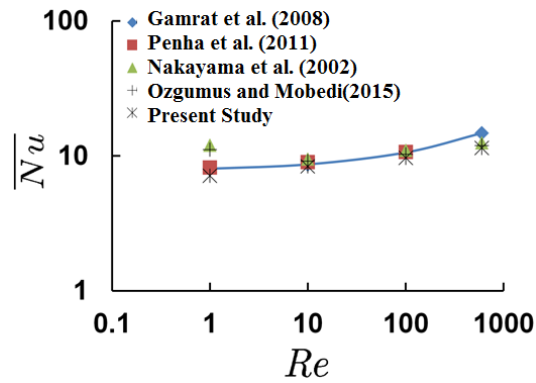 100
Gamrat et al. (2008)
Penha et al. (2011)
Nakayama et al. (2002)
Ozgumus and Mobedi(2015)
Present Study
Nu
10
1
0.1 1 10 100 1000
Re